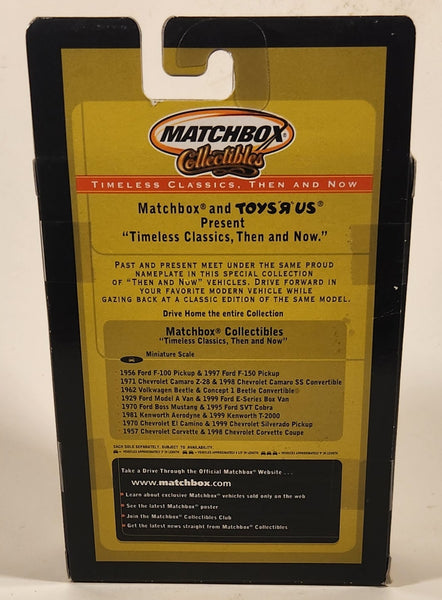 MATCHBOX®
Collectibles
TIMELESS CLASSICS, THEN AND NOW
Matchbox® and TOYS"R"US®
Present
"Timeless Classics, Then and Now."
PAST AND PRESENT MEET UNDER THE SAME PROUD
NAMEPLATE IN THIS SPECIAL COLLECTION
OF "THEN AND NOW" VEHICLES. DRIVE FORWARD IN
YOUR FAVORITE MODERN VEHICLE WHILE
GAZING BACK AT A CLASSIC EDITION OF THE SAME MODEL.
Drive Home the entire Collection
Matchbox® Collectibles
"Timeless Classics, Then and Now"
Miniature Scale
1956 Ford F-100 Pickup & 1997 Ford F-150 Pickup
1971 Chevrolet Camaro Z-28 & 1998 Chevrolet Camaro SS Convertible
1962 Volkswagen Beetle & Concept 1 Beetle Convertible®
1929 Ford Model A Van & 1999 Ford E-Series Box Van
1970 Ford Boss Mustang & 1995 Ford SVT Cobra
1981 Kenworth Aerodyne & 1999 Kenworth T-2000
1970 Chevrolet El Camino & 1999 Chevrolet Silverado Pickup
1957 Chevrolet Corvette & 1998 Chevrolet Corvette Coupe
EACH SOLD SEPARATELY. SUBJECT TO AVAILABILITY.
Take a Drive Through the Official Matchbox® Website ...
www.matchbox.com
• Learn about exclusive Matchbox® vehicles sold only on the web
• See the latest Matchbox® poster
• Join the Matchbox® Collectibles Club
• Get the latest news straight from Matchbox® Collectibles